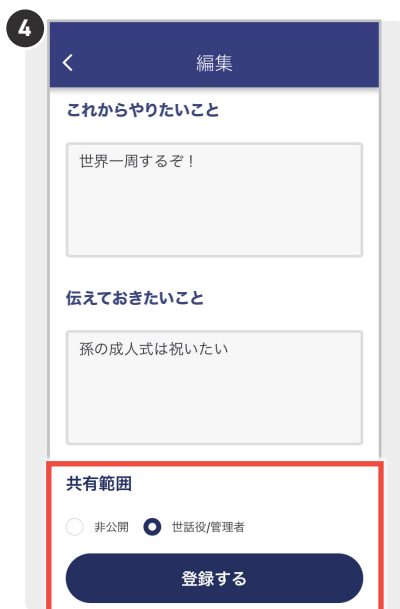 4
編集
これからやりたいこと
世界一周するぞ！
伝えておきたいこと
孫の成人式は祝いたい
共有範囲
非公開 世話役/管理者
登録する